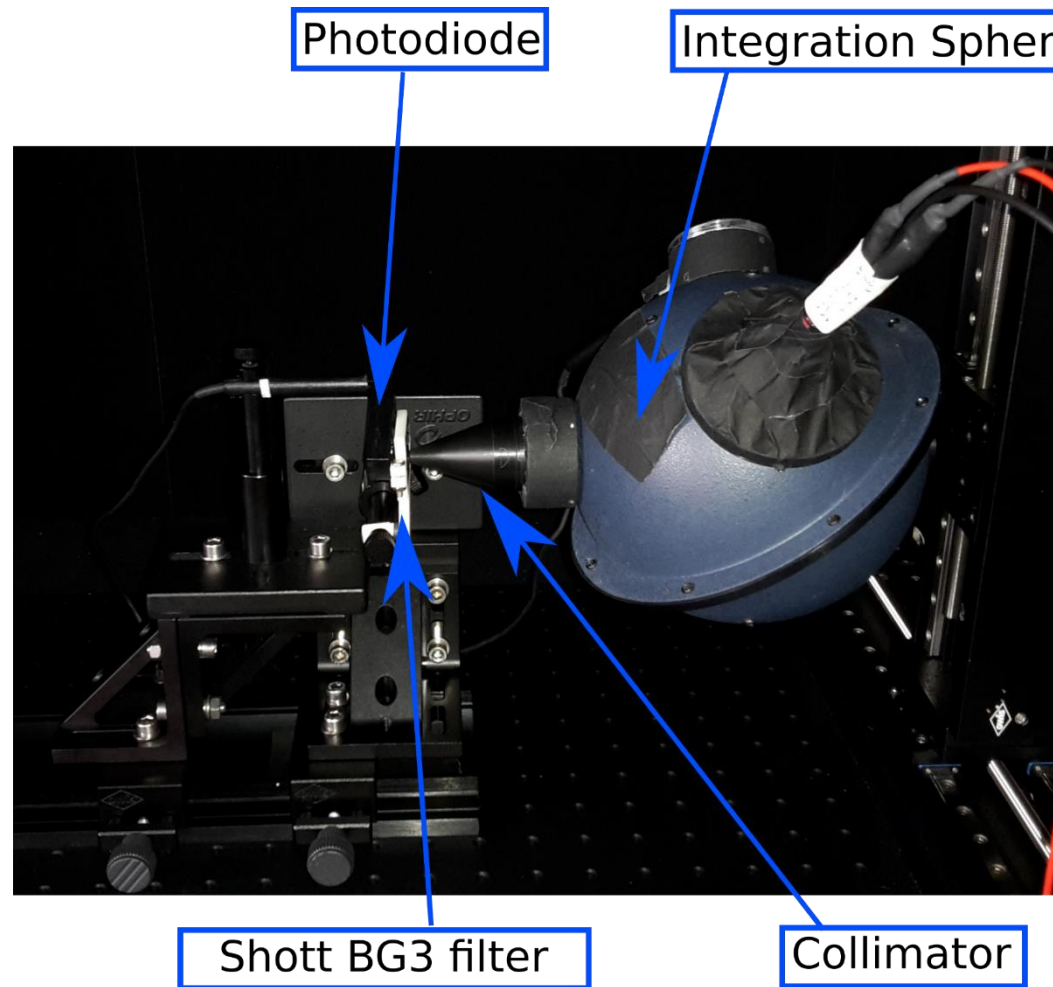 Photodiode
Integration Spher
OPHIR
Shott BG3 filter
Collimator